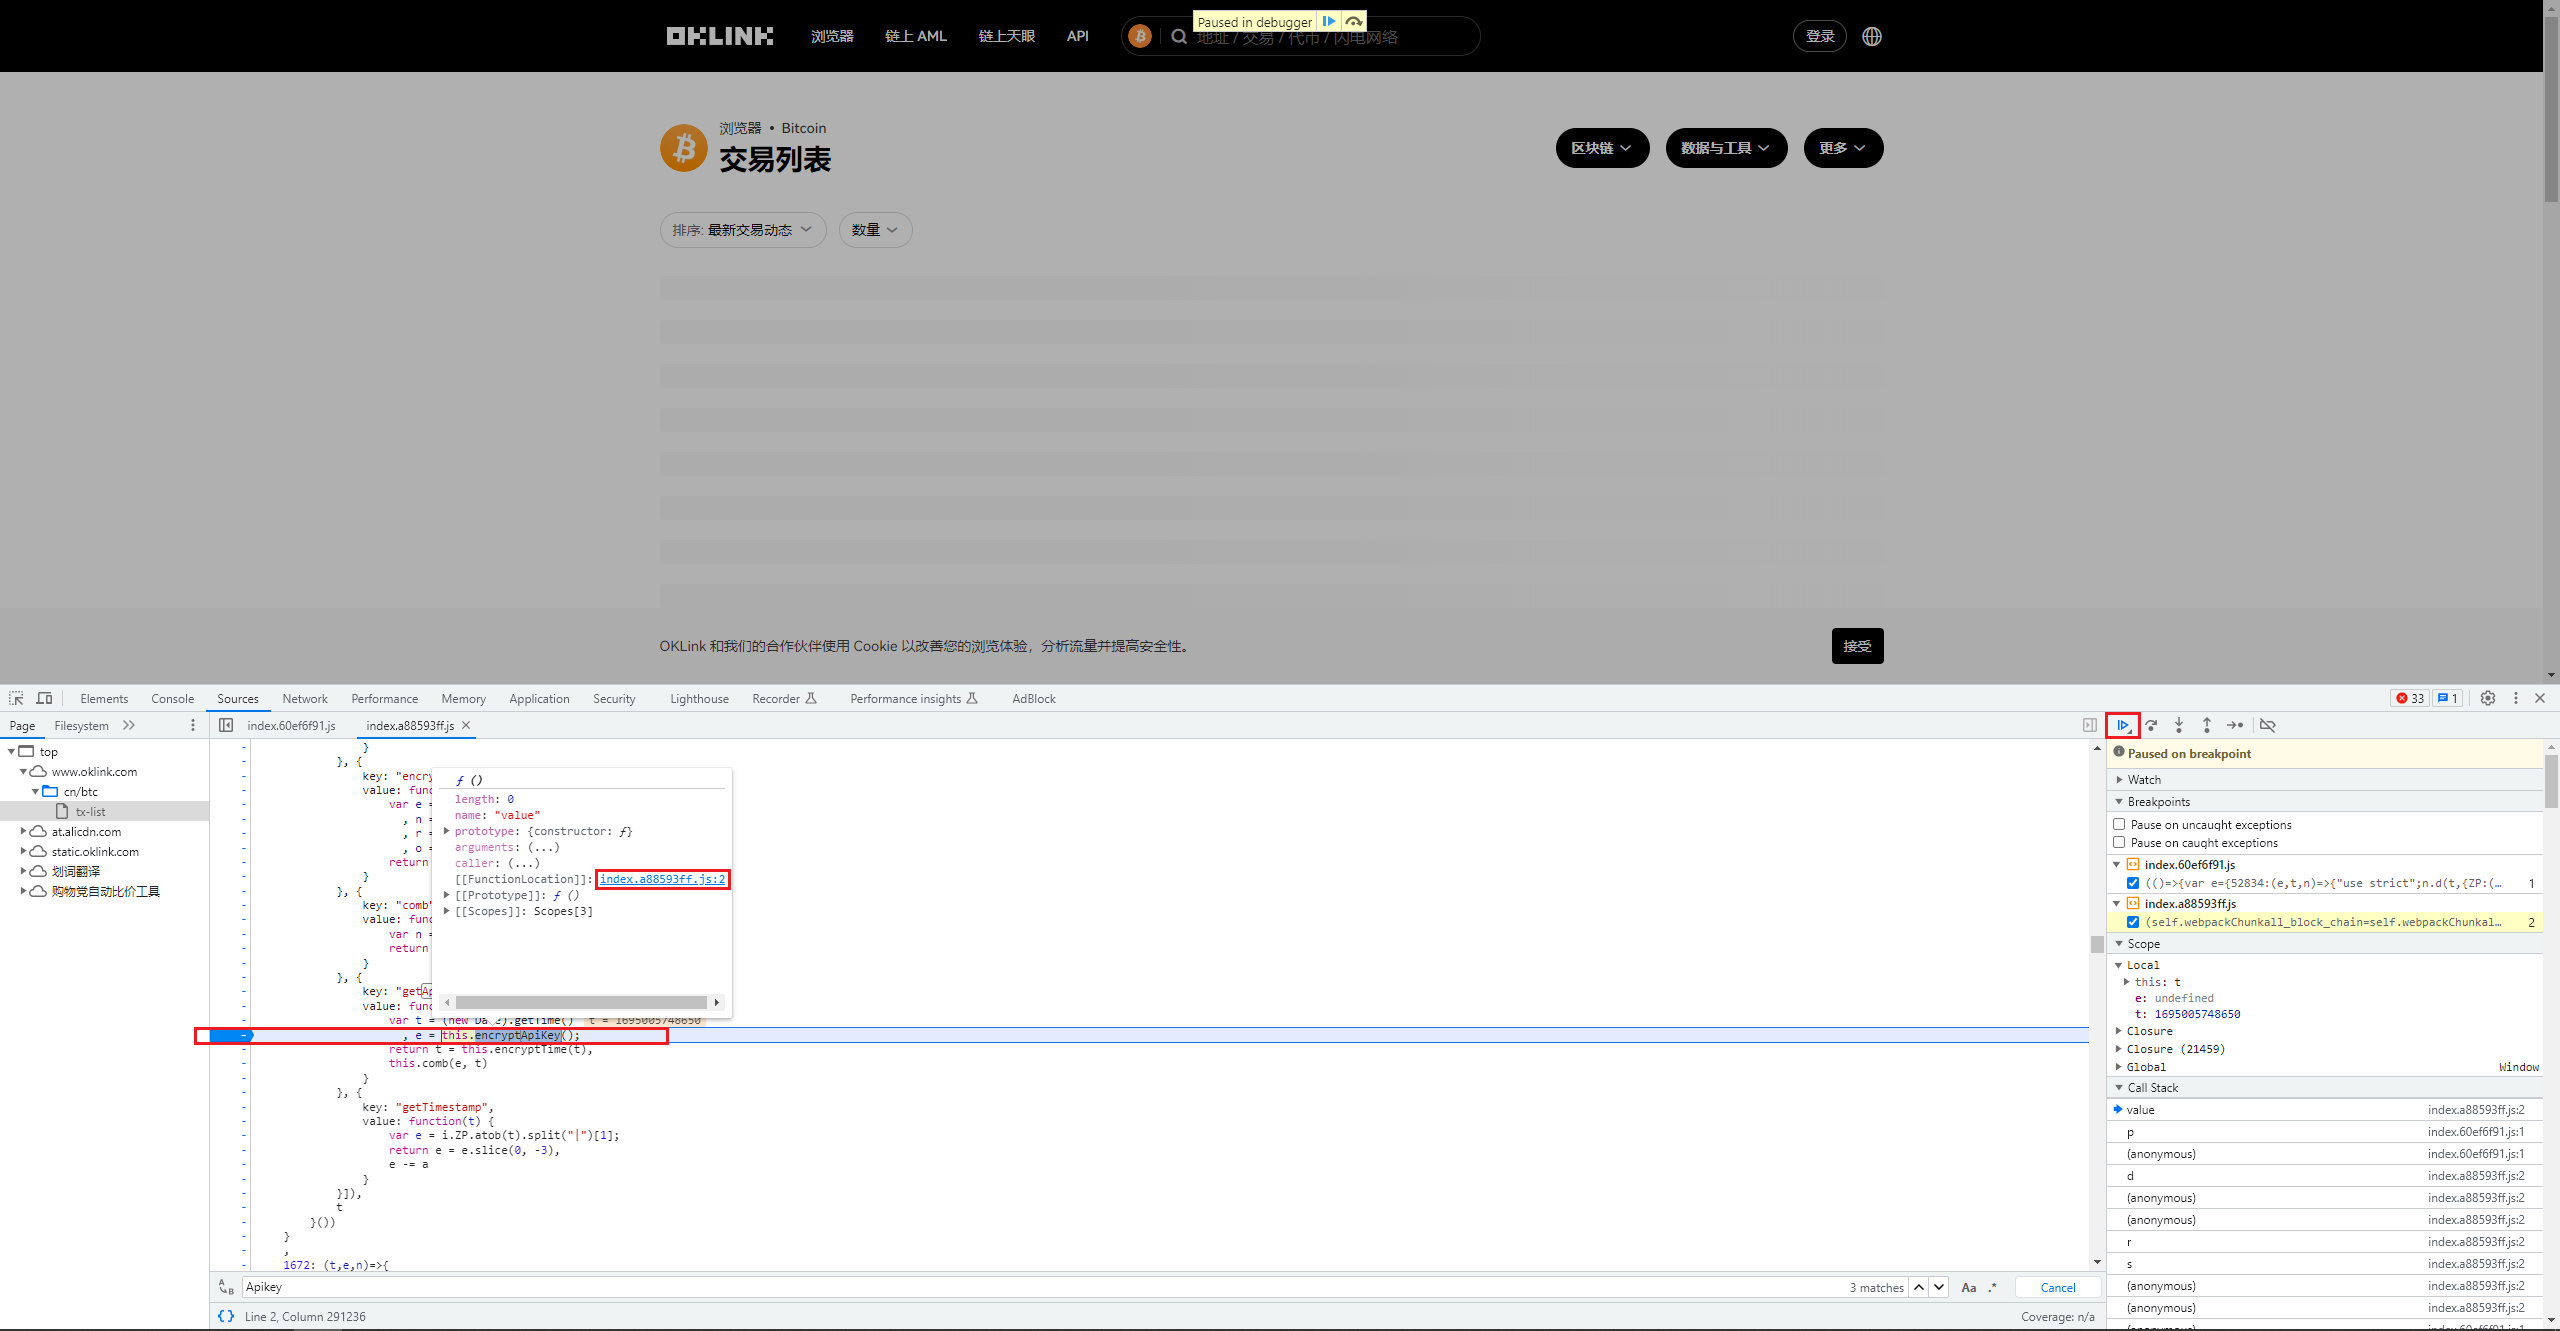 Paused in debugger
OKLINK 浏览器 链上 AML 链上天眼 API 地址 / 交易 / 代币 / 闪电网络 登录
浏览器 • Bitcoin
交易列表
区块链 数据与工具 更多
排序: 最新交易动态 数量
OKLink 和我们的合作伙伴使用 Cookie 以改善您的浏览体验，分析流量并提高安全性。 接受
Elements Console Sources Network Performance Memory Application Security Lighthouse Recorder Performance insights AdBlock 33 1
Page Filesystem index.60ef6f91.js index.a88593ff.js
top
www.oklink.com
cn/btc
tx-list
at.alicdn.com
static.oklink.com
划词翻译
购物党自动比价工具
}
}, {
key: "encry
value: func
var e =
, n =
, r =
, o =
return
}
}, {
key: "comb"
value: func
var n =
return
}
}, {
key: "getAp
value: func
var t = (new Date).getTime() t = 1695005748650
, e = this.encryptApiKey();
return t = this.encryptTime(t),
this.comb(e, t)
}
}, {
key: "getTimestamp",
value: function(t) {
var e = i.ZP.atob(t).split("|")[1];
return e = e.slice(0, -3),
e -= a
}
}]),
t
}())
}
,
1672: (t,e,n)=>{
f ()
length: 0
name: "value"
prototype: {constructor: f}
arguments: (...)
caller: (...)
[[FunctionLocation]]: index.a88593ff.js:2
[[Prototype]]: f ()
[[Scopes]]: Scopes[3]
Apikey 3 matches Aa .* Cancel
{} Line 2, Column 291236 Coverage: n/a
Paused on breakpoint
Watch
Breakpoints
Pause on uncaught exceptions
Pause on caught exceptions
index.60ef6f91.js
(()=>{var e={52834:(e,t,n)=>{"use strict";n.d(t,{ZP:(… 1
index.a88593ff.js
(self.webpackChunkall_block_chain=self.webpackChunkal… 2
Scope
Local
this: t
e: undefined
t: 1695005748650
Closure
Closure (21459)
Global Window
Call Stack
value index.a88593ff.js:2
p index.60ef6f91.js:1
(anonymous) index.60ef6f91.js:1
d index.a88593ff.js:2
(anonymous) index.a88593ff.js:2
(anonymous) index.a88593ff.js:2
r index.a88593ff.js:2
s index.a88593ff.js:2
(anonymous) index.a88593ff.js:2
(anonymous) index.a88593ff.js:2
(anonymous) index.60ef6f91.js:1